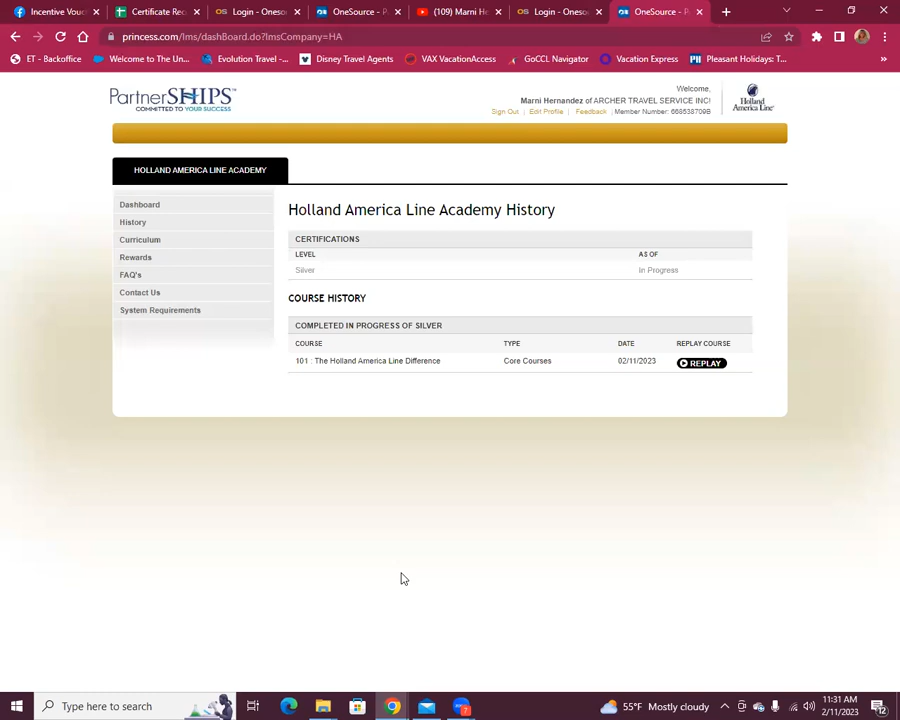 Incentive Vouc
Certificate Rec
Login - Oneso
OneSource - P
(109) Marni He
Login - Oneso
OneSource - P
princess.com/lms/dashBoard.do?lmsCompany=HA
ET - Backoffice
Welcome to The Un...
Evolution Travel -...
Disney Travel Agents
VAX VacationAccess
GoCCL Navigator
Vacation Express
Pleasant Holidays: T...
PartnerSHIPS
COMMITTED TO YOUR SUCCESS
Welcome,
Marni Hernandez of ARCHER TRAVEL SERVICE INC!
Sign Out | Edit Profile | Feedback | Member Number: 668538709B
Holland
America Line
HOLLAND AMERICA LINE ACADEMY
Dashboard
History
Curriculum
Rewards
FAQ's
Contact Us
System Requirements
Holland America Line Academy History
CERTIFICATIONS
LEVEL AS OF
Silver In Progress
COURSE HISTORY
COMPLETED IN PROGRESS OF SILVER
COURSE TYPE DATE REPLAY COURSE
101 : The Holland America Line Difference Core Courses 02/11/2023 REPLAY
Type here to search
55°F Mostly cloudy
11:31 AM
2/11/2023
12